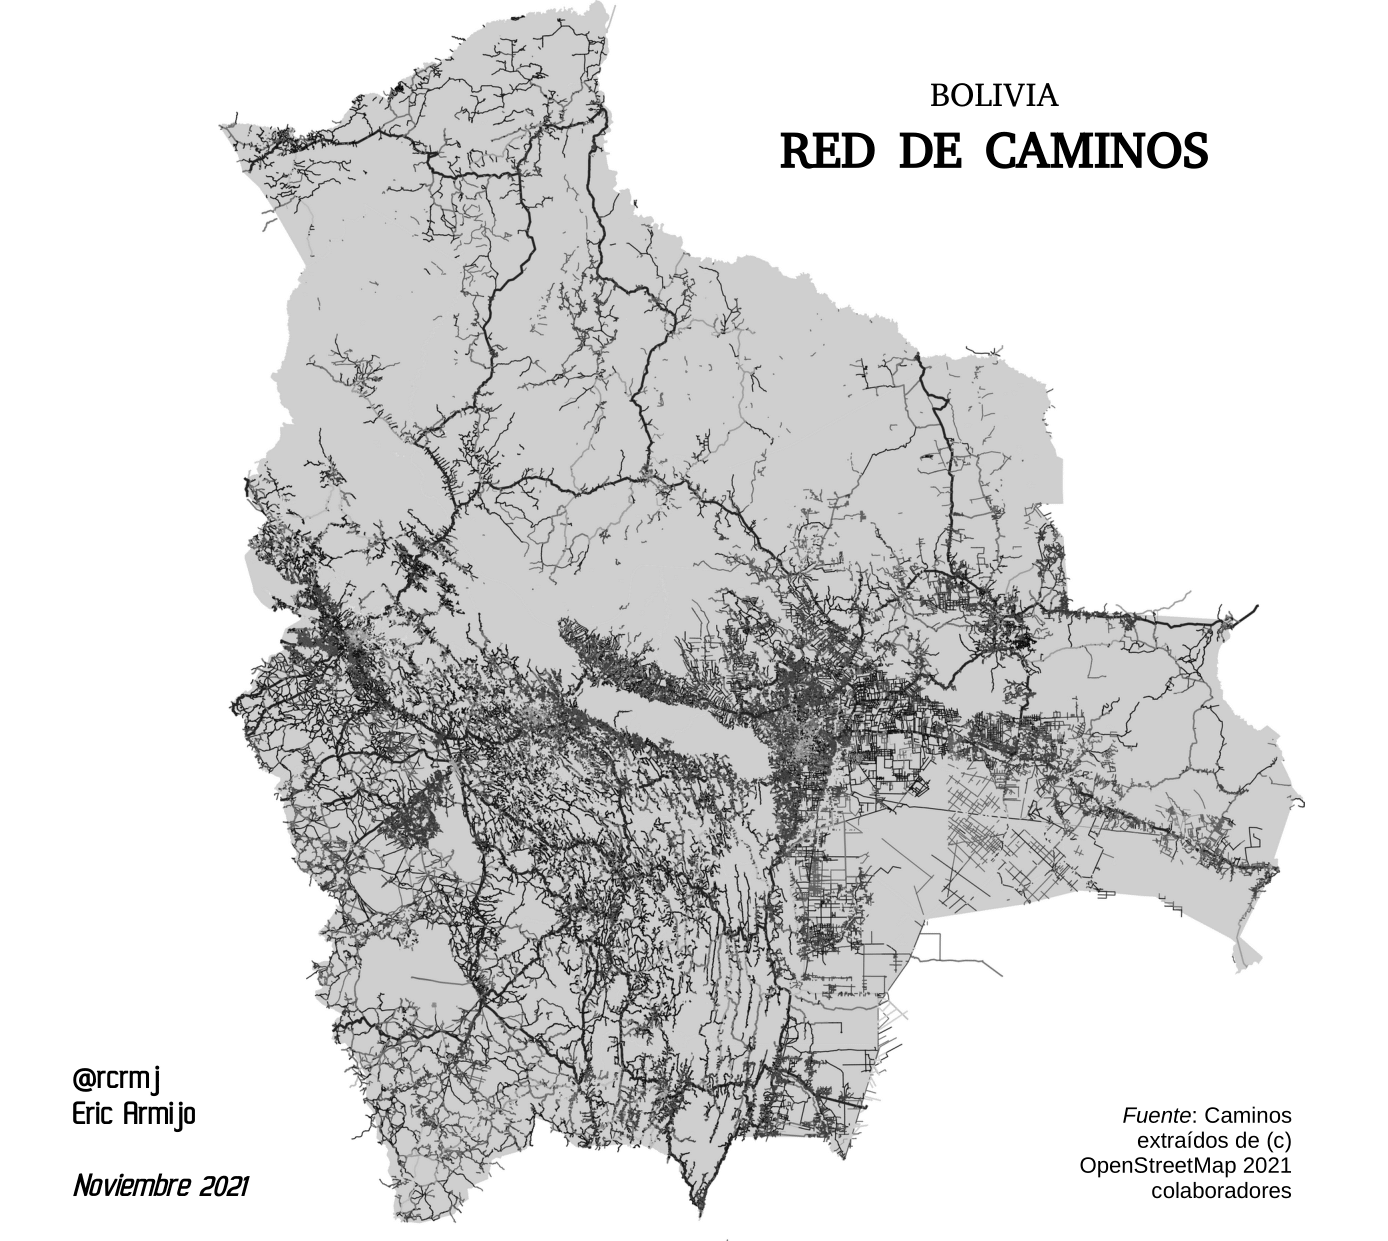 BOLIVIA
RED DE CAMINOS
@rcrmj
Eric Armijo
Noviembre 2021
Fuente: Caminos
extraídos de (c)
OpenStreetMap 2021
colaboradores